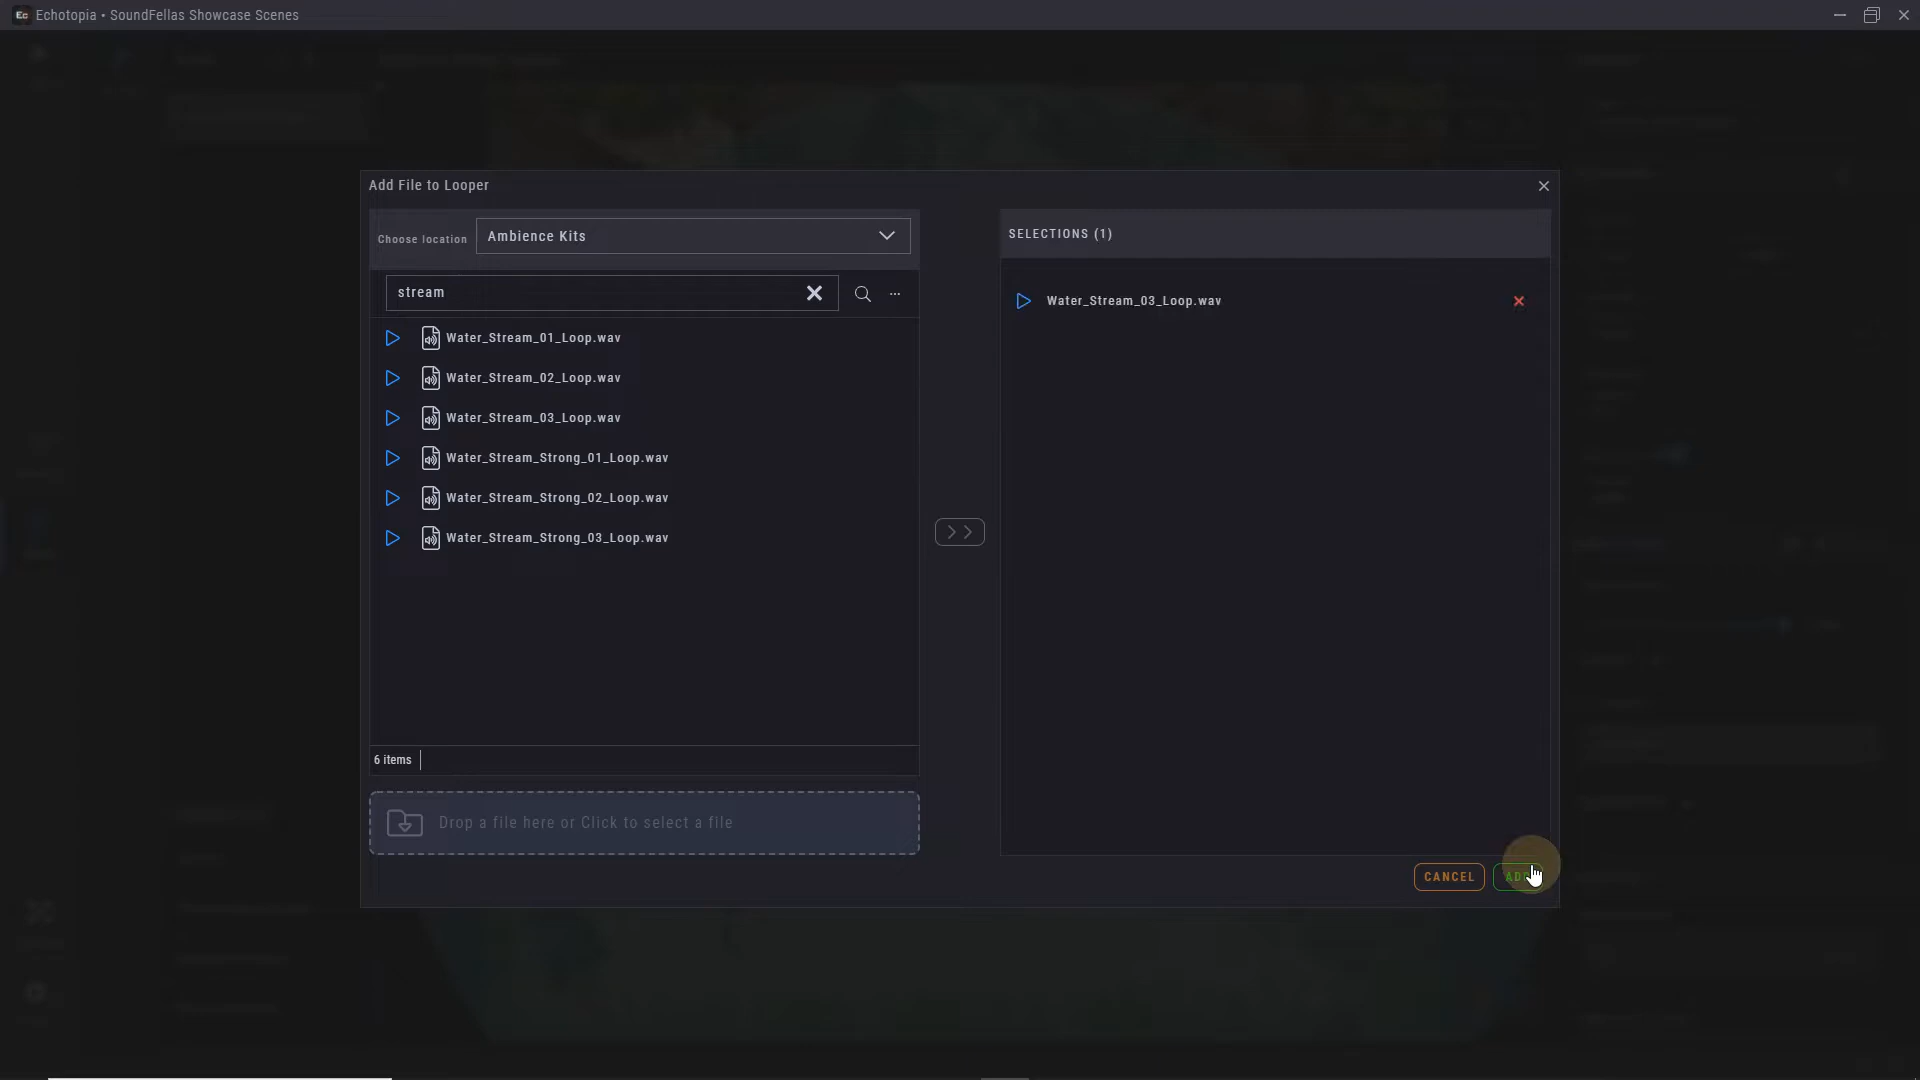 Ec Echotopia • SoundFellas Showcase Scenes
Add File to Looper
Choose location
Ambience Kits
SELECTIONS (1)
stream
...
Water_Stream_03_Loop.wav
Water_Stream_01_Loop.wav
Water_Stream_02_Loop.wav
Water_Stream_03_Loop.wav
Water_Stream_Strong_01_Loop.wav
Water_Stream_Strong_02_Loop.wav
Water_Stream_Strong_03_Loop.wav
6 items
Drop a file here or Click to select a file
CANCEL
ADD